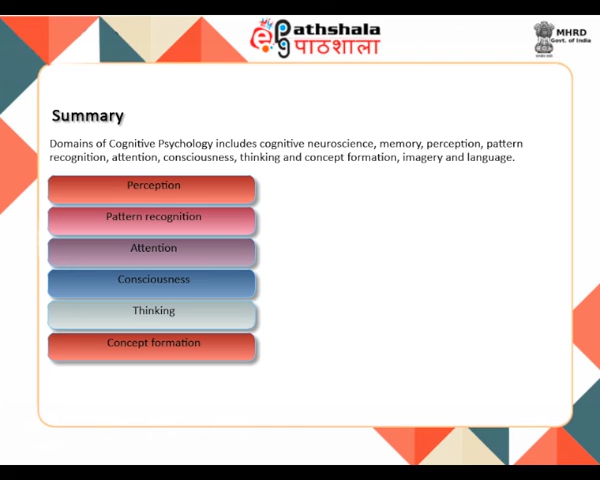 Pathshala
पाठशाला
MHRD
Govt. of India
Summary
Domains of Cognitive Psychology includes cognitive neuroscience, memory, perception, pattern
recognition, attention, consciousness, thinking and concept formation, imagery and language.
Perception
Pattern recognition
Attention
Consciousness
Thinking
Concept formation